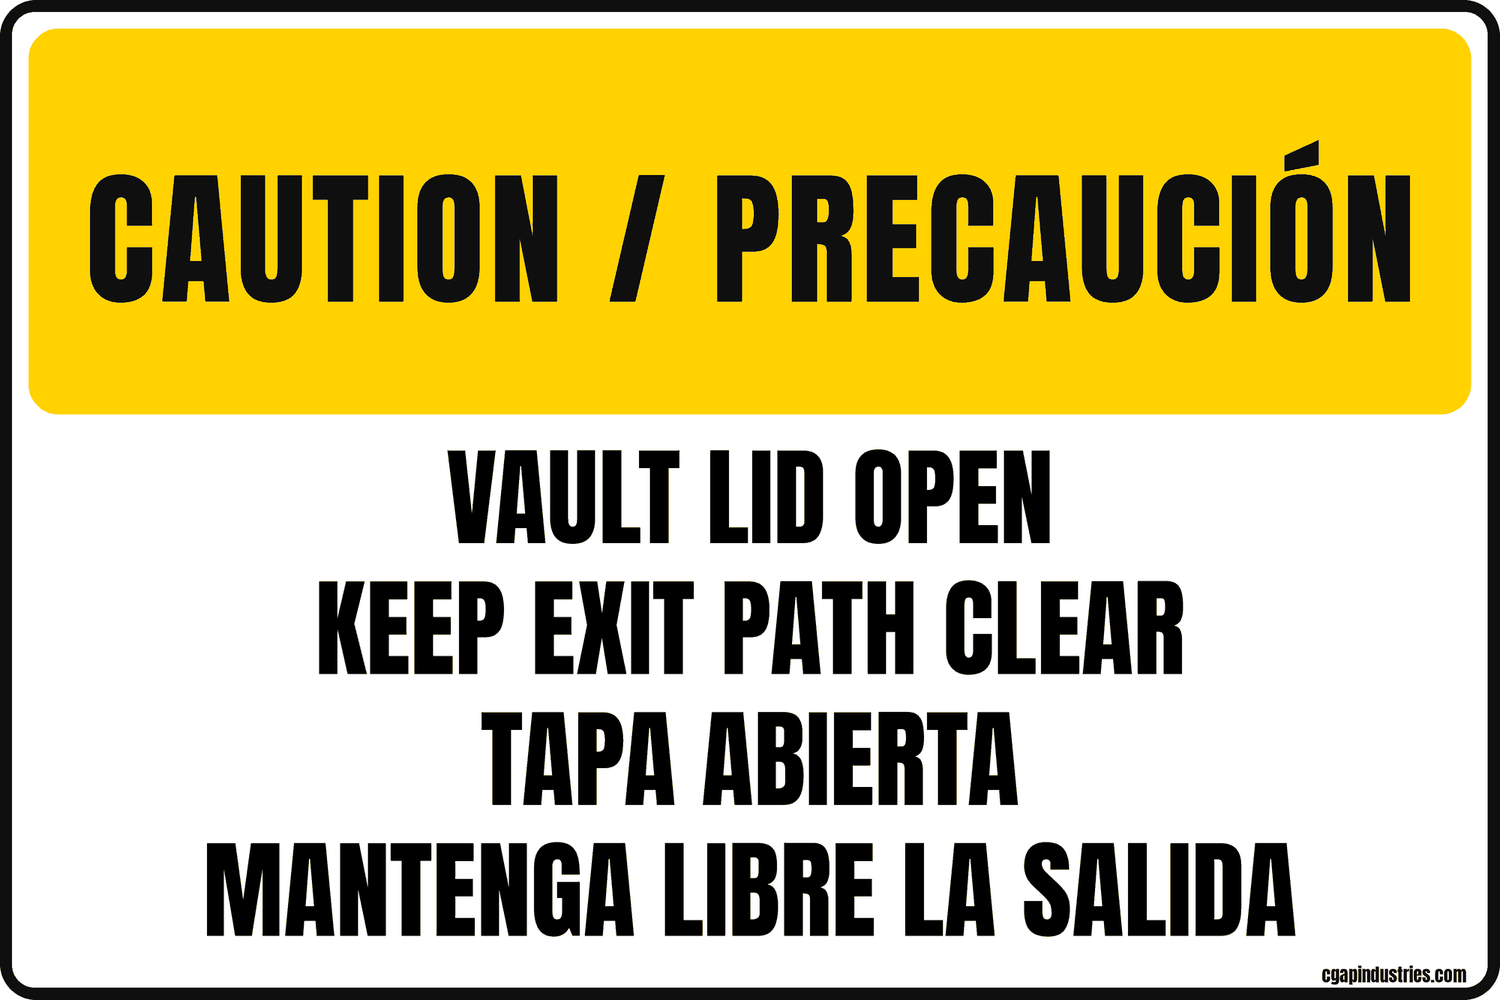 CAUTION / PRECAUCIÓN
VAULT LID OPEN
KEEP EXIT PATH CLEAR
TAPA ABIERTA
MANTENGA LIBRE LA SALIDA
cgapindustries.com